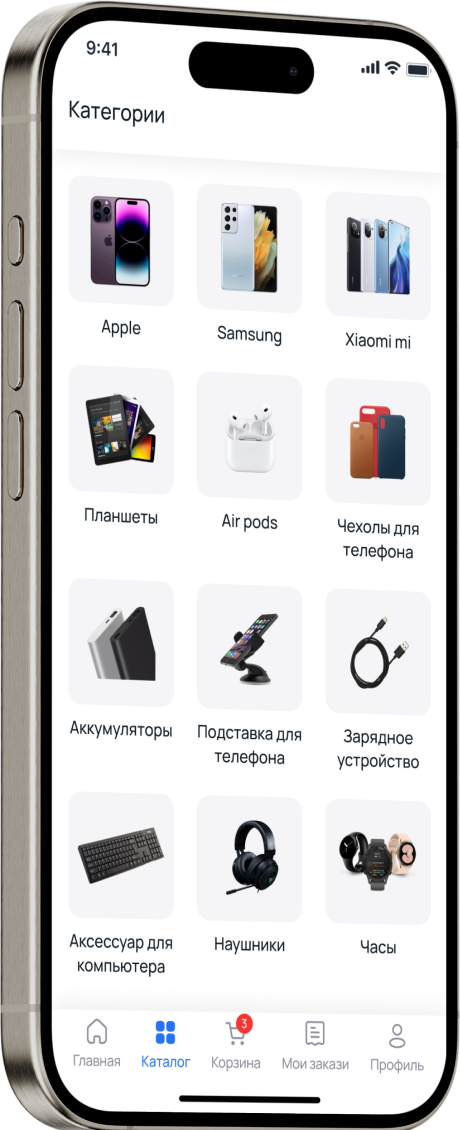 9:41
Категории
Apple
Samsung
Xiaomi mi
Планшеты
Air pods
Чехолы для
телефона
Аккумуляторы
Подставка для
телефона
Зарядное
устройство
Аксессуар для
компьютера
Наушники
Часы
3
Главная
Каталог
Корзина
Мои закази
Профиль